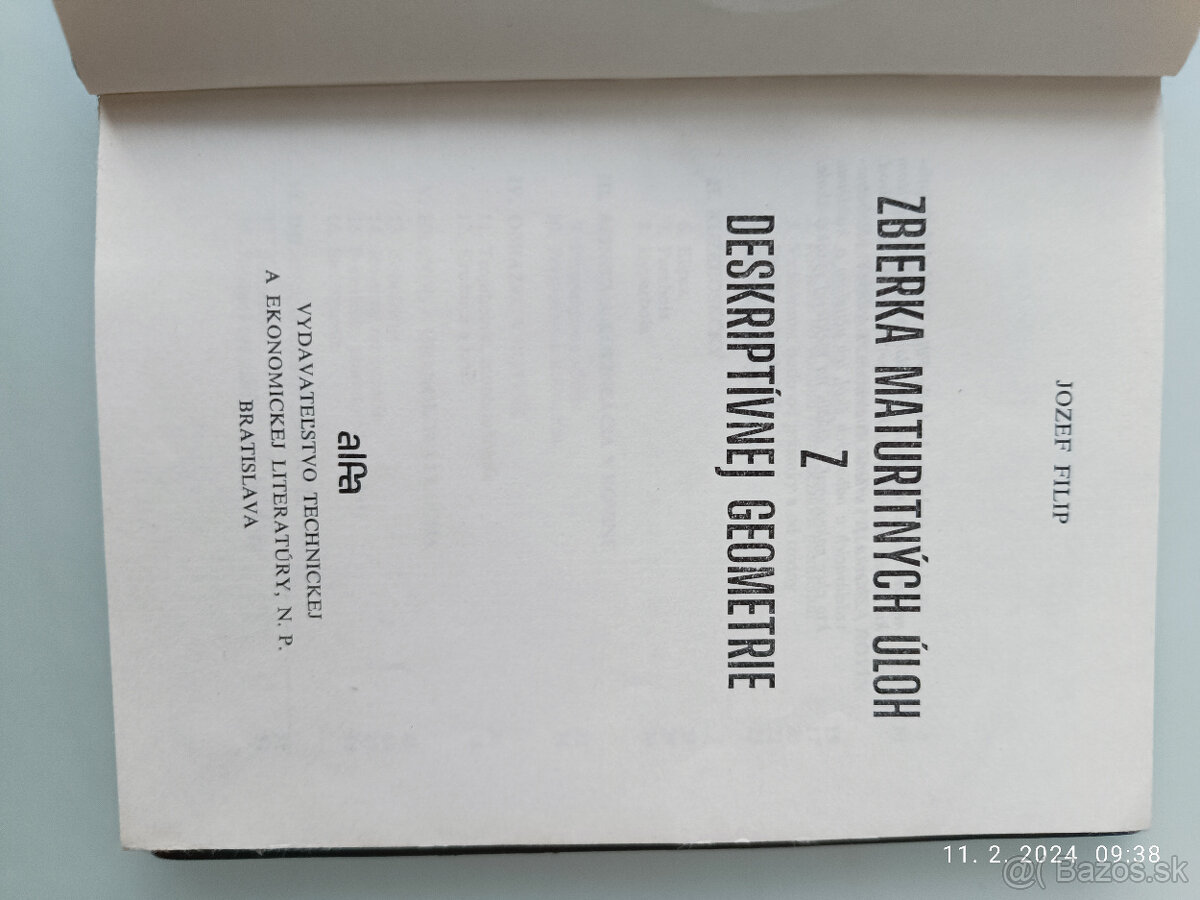 JOZEF FILIP
ZBIERKA MATURITNÝCH ÚLOH
Z
DESKRIPTÍVNEJ GEOMETRIE
alfa
VYDAVATEĽSTVO TECHNICKEJ
A EKONOMICKEJ LITERATÚRY, N. P.
BRATISLAVA
11. 2. 2024 09:38
@( Bazos.sk